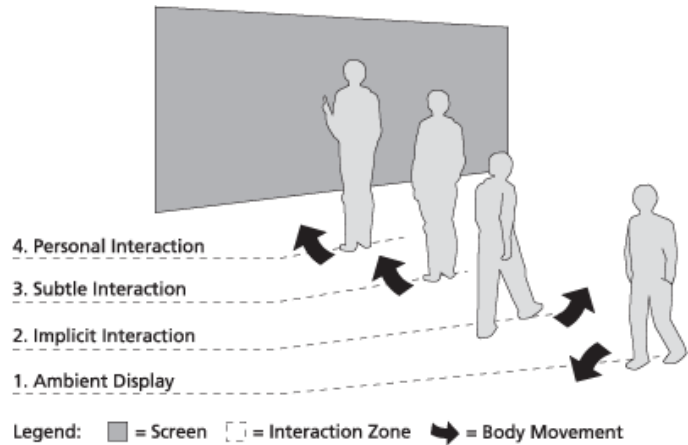 4. Personal Interaction
3. Subtle Interaction
2. Implicit Interaction
1. Ambient Display
Legend: = Screen = Interaction Zone = Body Movement